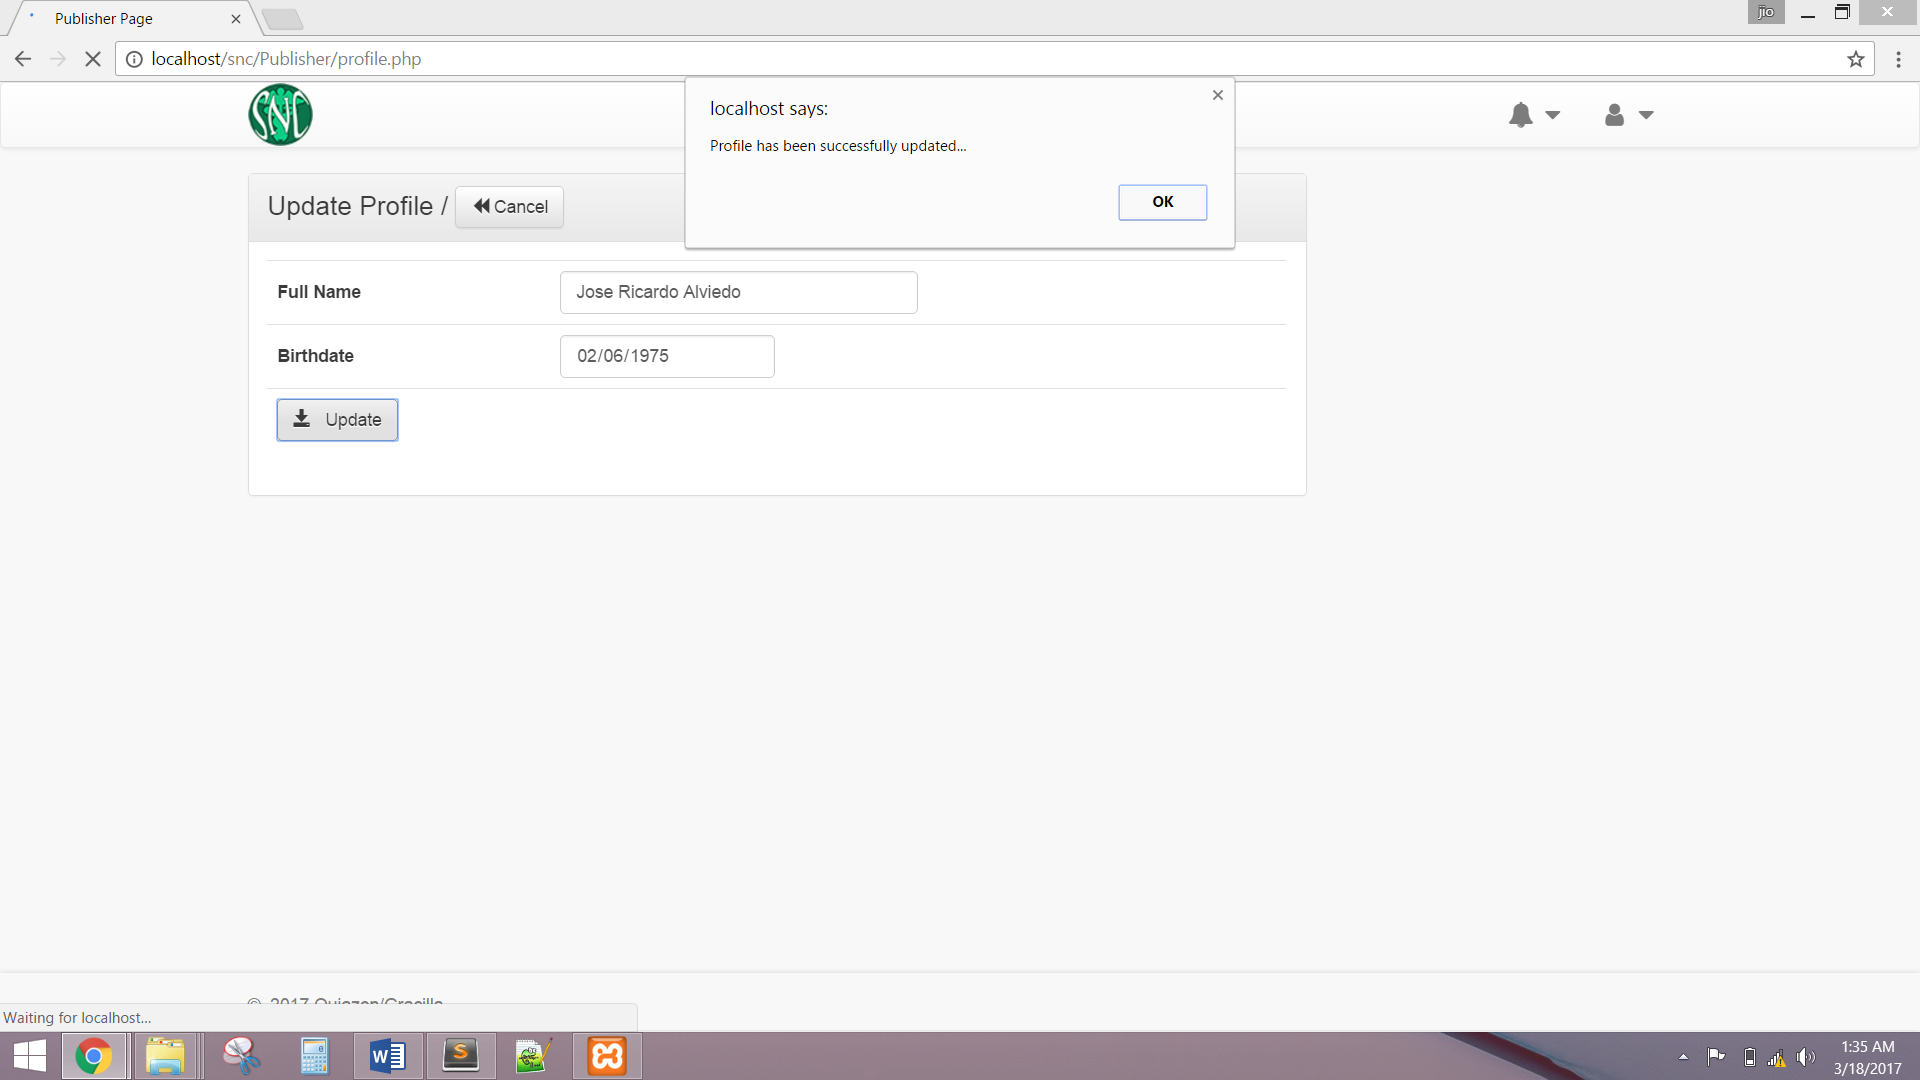 Publisher Page
jio
localhost/snc/Publisher/profile.php
SNC
localhost says:
Profile has been successfully updated...
OK
Update Profile / Cancel
Full Name
Jose Ricardo Alviedo
Birthdate
02/06/1975
Update
© 2017
Waiting for localhost...
1:35 AM
3/18/2017